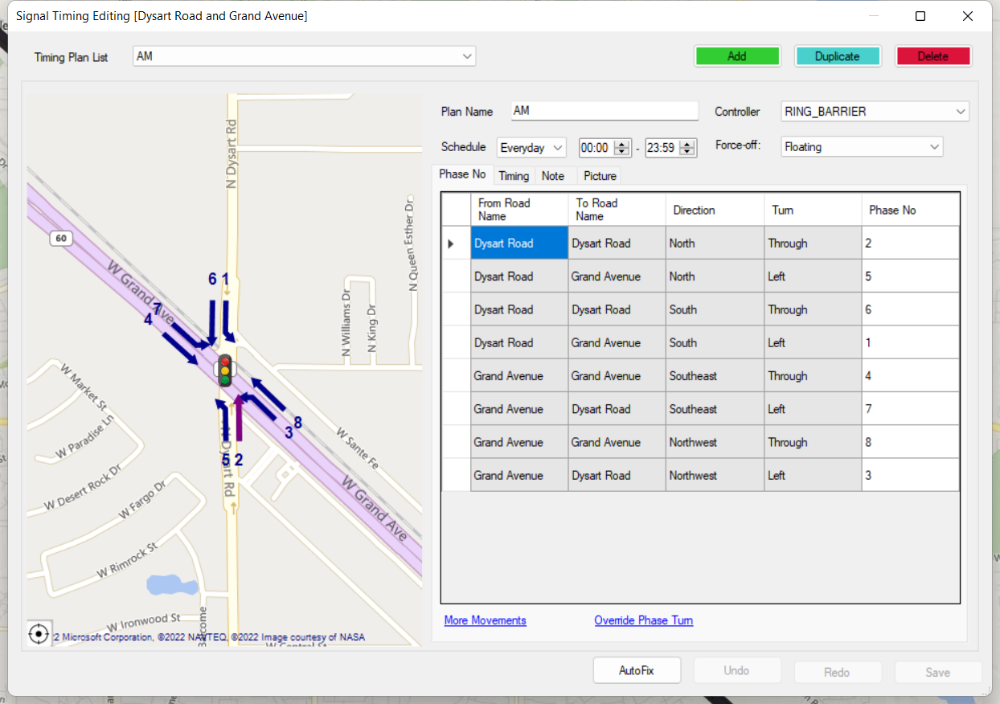 Signal Timing Editing [Dysart Road and Grand Avenue]
Timing Plan List
AM
Add
Duplicate
Delete
Plan Name
AM
Controller
RING_BARRIER
Schedule
Everyday
00:00
-
23:59
Force-off:
Floating
Phase No
Timing
Note
Picture
From Road Name
To Road Name
Direction
Turn
Phase No
Dysart Road
Dysart Road
North
Through
2
Dysart Road
Grand Avenue
North
Left
5
Dysart Road
Dysart Road
South
Through
6
Dysart Road
Grand Avenue
South
Left
1
Grand Avenue
Grand Avenue
Southeast
Through
4
Grand Avenue
Dysart Road
Southeast
Left
7
Grand Avenue
Grand Avenue
Northwest
Through
8
Grand Avenue
Dysart Road
Northwest
Left
3
More Movements
Override Phase Turn
AutoFix
Undo
Redo
Save
N Dysart Rd
60
W Grand Ave
N Queen Esther Dr
N Williams Dr
N King Dr
6 1
7
4
8
3
5 2
N Dysart Rd
W Sante Fe
W Grand Ave
W Market St
W Paradise Ln
W Desert Rock Dr
W Fargo Dr
W Rimrock St
W Ironwood St
W Central St
2 Microsoft Corporation, ©2022 NAVTEQ, ©2022 Image courtesy of NASA